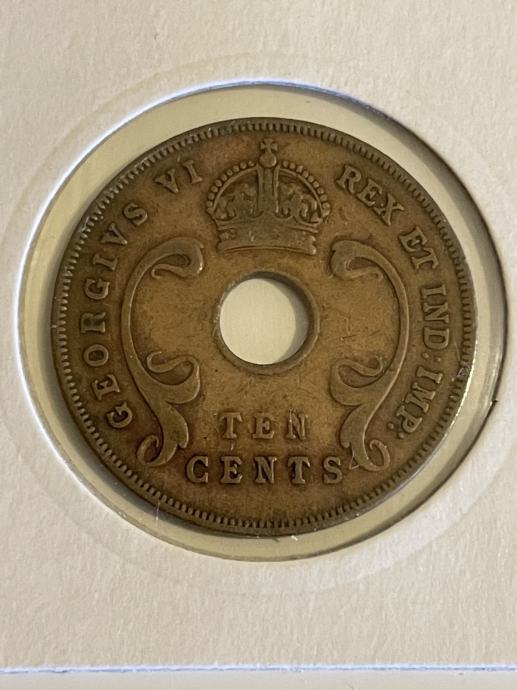 GEORGIVS VI REX ET IND: IMP:
TEN
CENTS